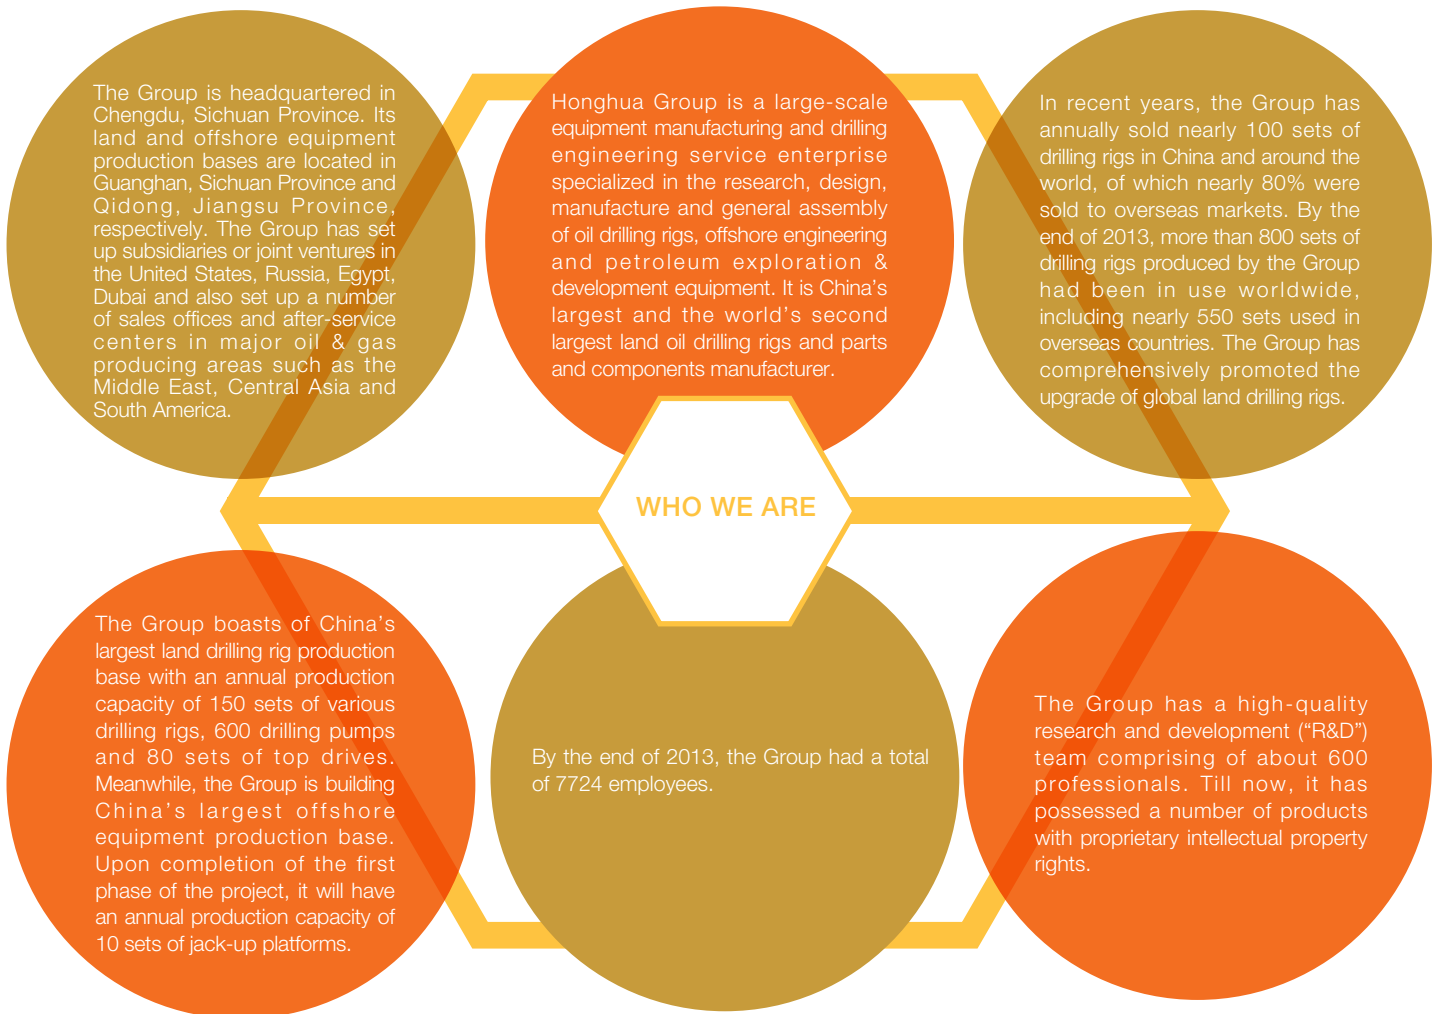 The Group is headquartered in
Chengdu, Sichuan Province. Its
land and offshore equipment
production bases are located in
Guanghan, Sichuan Province and
Qidong, Jiangsu Province,
respectively. The Group has set
up subsidiaries or joint ventures in
the United States, Russia, Egypt,
Dubai and also set up a number
of sales offices and after-service
centers in major oil & gas
producing areas such as the
Middle East, Central Asia and
South America.
Honghua Group is a large-scale
equipment manufacturing and drilling
engineering service enterprise
specialized in the research, design,
manufacture and general assembly
of oil drilling rigs, offshore engineering
and petroleum exploration &
development equipment. It is China’s
largest and the world’s second
largest land oil drilling rigs and parts
and components manufacturer.
In recent years, the Group has
annually sold nearly 100 sets of
drilling rigs in China and around the
world, of which nearly 80% were
sold to overseas markets. By the
end of 2013, more than 800 sets of
drilling rigs produced by the Group
had been in use worldwide,
including nearly 550 sets used in
overseas countries. The Group has
comprehensively promoted the
upgrade of global land drilling rigs.
WHO WE ARE
The Group boasts of China’s
largest land drilling rig production
base with an annual production
capacity of 150 sets of various
drilling rigs, 600 drilling pumps
and 80 sets of top drives.
Meanwhile, the Group is building
China’s largest offshore
equipment production base.
Upon completion of the first
phase of the project, it will have
an annual production capacity of
10 sets of jack-up platforms.
By the end of 2013, the Group had a total
of 7724 employees.
The Group has a high-quality
research and development (“R&D”)
team comprising of about 600
professionals. Till now, it has
possessed a number of products
with proprietary intellectual property
rights.